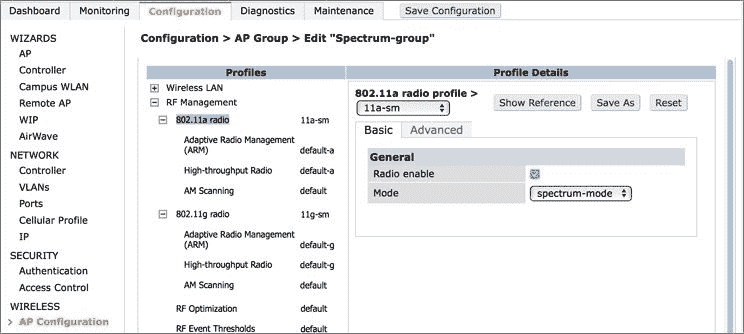 Dashboard Monitoring Configuration Diagnostics Maintenance Save Configuration
Configuration > AP Group > Edit "Spectrum-group"
WIZARDS
AP
Controller
Campus WLAN
Remote AP
WIP
AirWave
NETWORK
Controller
VLANs
Ports
Cellular Profile
IP
SECURITY
Authentication
Access Control
WIRELESS
> AP Configuration
Profiles
Wireless LAN
RF Management
802.11a radio 11a-sm
Adaptive Radio Management
(ARM) default-a
High-throughput Radio default-a
AM Scanning default
802.11g radio 11g-sm
Adaptive Radio Management
(ARM) default-g
High-throughput Radio default-g
AM Scanning default
RF Optimization default
RF Event Thresholds default
Profile Details
802.11a radio profile >
11a-sm Show Reference Save As Reset
Basic Advanced
General
Radio enable
Mode spectrum-mode